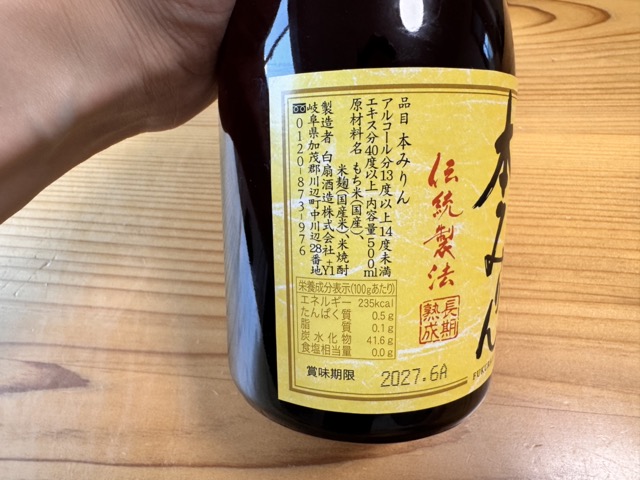 本みりん
伝統製法
長期
熟成
品目 本みりん
アルコール分13度以上14度未満
エキス分40度以上 内容量500ml
原材料名 もち米(国産)、
米麹(国産米)、米焼酎
製造者 白扇酒造株式会社+Y1
岐阜県加茂郡川辺町中川辺28番地
0120-873-976
栄養成分表示(100gあたり)
エネルギー 235kcal
たんぱく質 0.5g
脂質 0.1g
炭水化物 41.6g
食塩相当量 0.0g
賞味期限 2027.6A